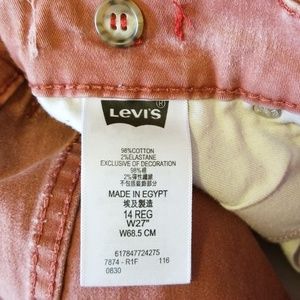 LEVI'S
®
98%COTTON
2%ELASTANE
EXCLUSIVE OF DECORATION
98%棉
2%彈性纖維
不包括裝飾部分
MADE IN EGYPT
埃及製造
14 REG
W27"
W68.5 CM
617847724275
7874 - R1F 116
0830